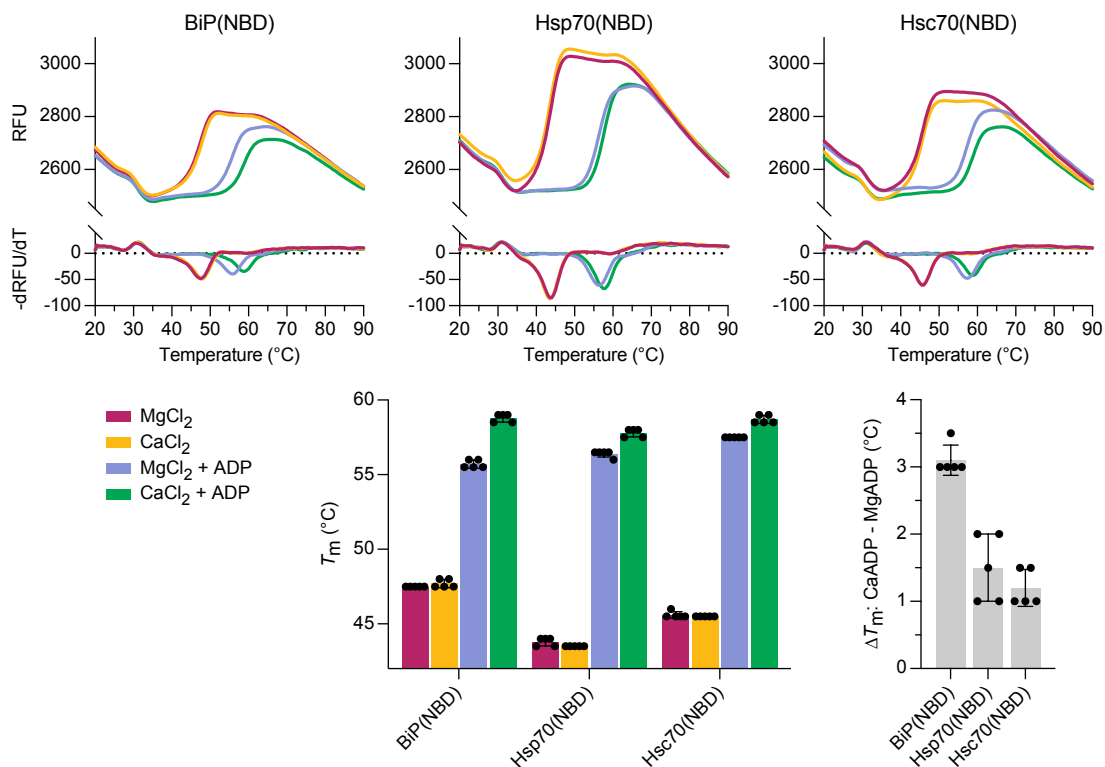 BiP(NBD)
Hsp70(NBD)
Hsc70(NBD)
RFU
3000
2800
2600
3000
2800
2600
3000
2800
2600
-dRFU/dT
0
-50
-100
0
-50
-100
0
-50
-100
20 30 40 50 60 70 80 90
20 30 40 50 60 70 80 90
20 30 40 50 60 70 80 90
Temperature (°C)
Temperature (°C)
Temperature (°C)
MgCl2
CaCl2
MgCl2 + ADP
CaCl2 + ADP
Tm (°C)
60
55
50
45
BiP(NBD)
Hsp70(NBD)
Hsc70(NBD)
ΔTm: CaADP - MgADP (°C)
4
3
2
1
0
BiP(NBD)
Hsp70(NBD)
Hsc70(NBD)